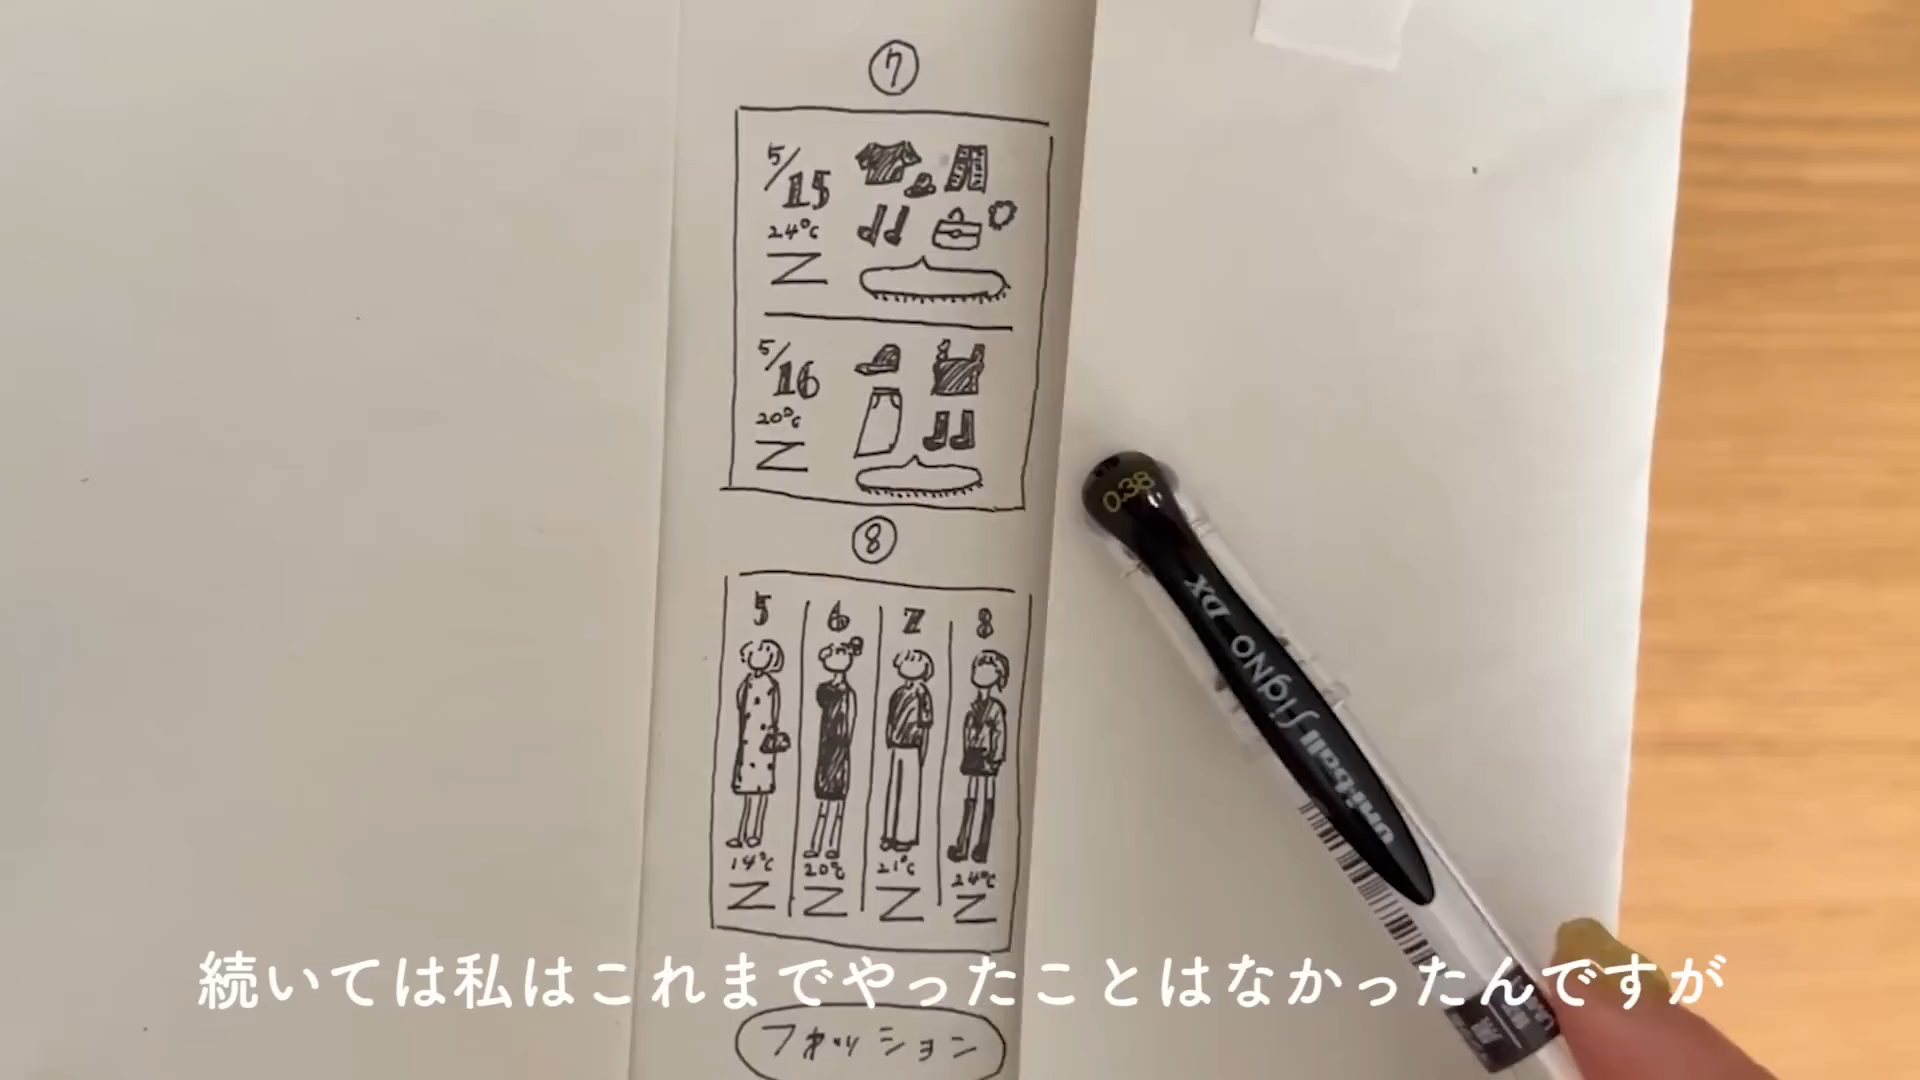 ⑦
5/15
24℃
5/16
20℃
⑧
5 6 7 8
14℃ 20℃ 21℃ 24℃
0.38
uni-ball SigNO DX
続いては私はこれまでやったことはなかったんですが
フォッション